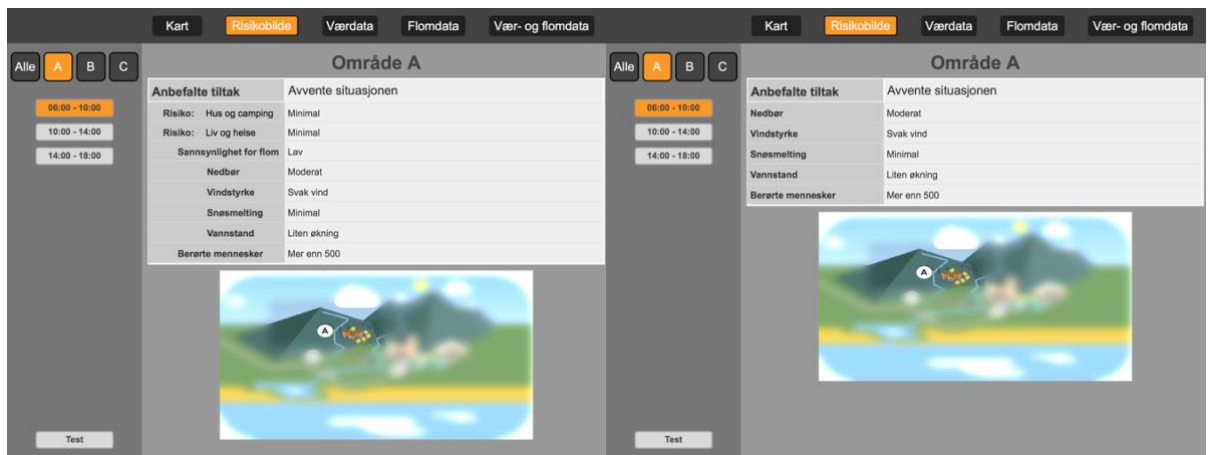 Kart Risikobilde Værdata Flomdata Vær- og flomdata
Alle A B C
Område A
06:00 - 10:00
10:00 - 14:00
14:00 - 18:00
Anbefalte tiltak Avvente situasjonen
Risiko: Hus og camping Minimal
Risiko: Liv og helse Minimal
Sannsynlighet for flom Lav
Nedbør Moderat
Vindstyrke Svak vind
Snøsmelting Minimal
Vannstand Liten økning
Berørte mennesker Mer enn 500
A
Test
Kart Risikobilde Værdata Flomdata Vær- og flomdata
Alle A B C
Område A
06:00 - 10:00
10:00 - 14:00
14:00 - 18:00
Anbefalte tiltak Avvente situasjonen
Nedbør Moderat
Vindstyrke Svak vind
Snøsmelting Minimal
Vannstand Liten økning
Berørte mennesker Mer enn 500
A
Test